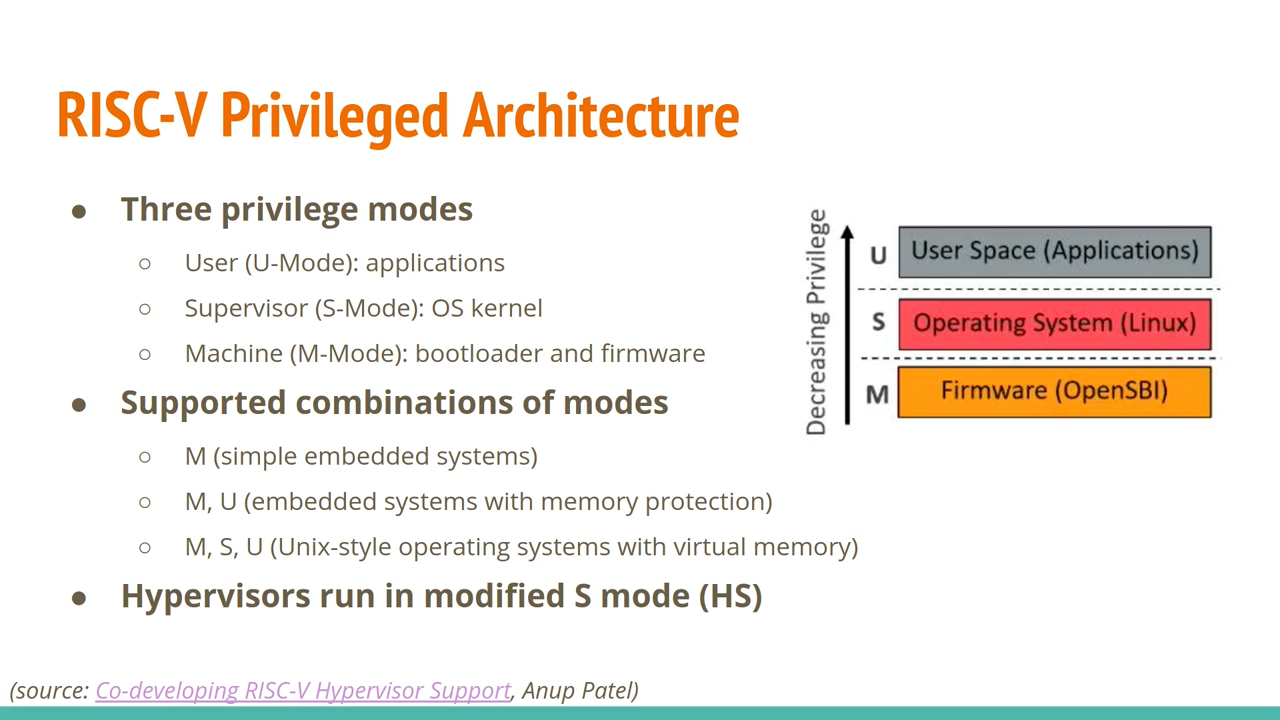 RISC-V Privileged Architecture
● Three privilege modes
○ User (U-Mode): applications
○ Supervisor (S-Mode): OS kernel
○ Machine (M-Mode): bootloader and firmware
● Supported combinations of modes
○ M (simple embedded systems)
○ M, U (embedded systems with memory protection)
○ M, S, U (Unix-style operating systems with virtual memory)
● Hypervisors run in modified S mode (HS)
Decreasing Privilege
U User Space (Applications)
S Operating System (Linux)
M Firmware (OpenSBI)
(source: Co-developing RISC-V Hypervisor Support, Anup Patel)